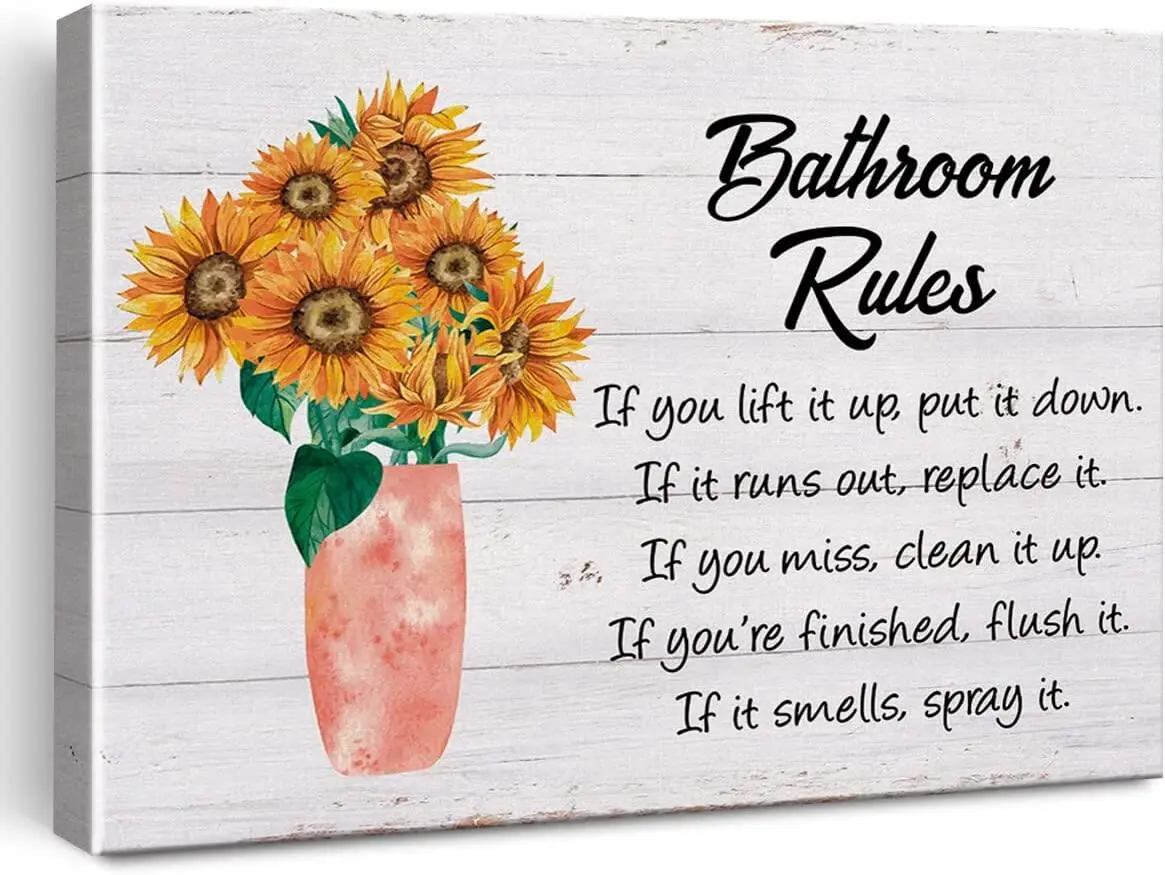 Bathroom
Rules
If you lift it up, put it down.
If it runs out, replace it.
If you miss, clean it up.
If you're finished, flush it.
If it smells, spray it.